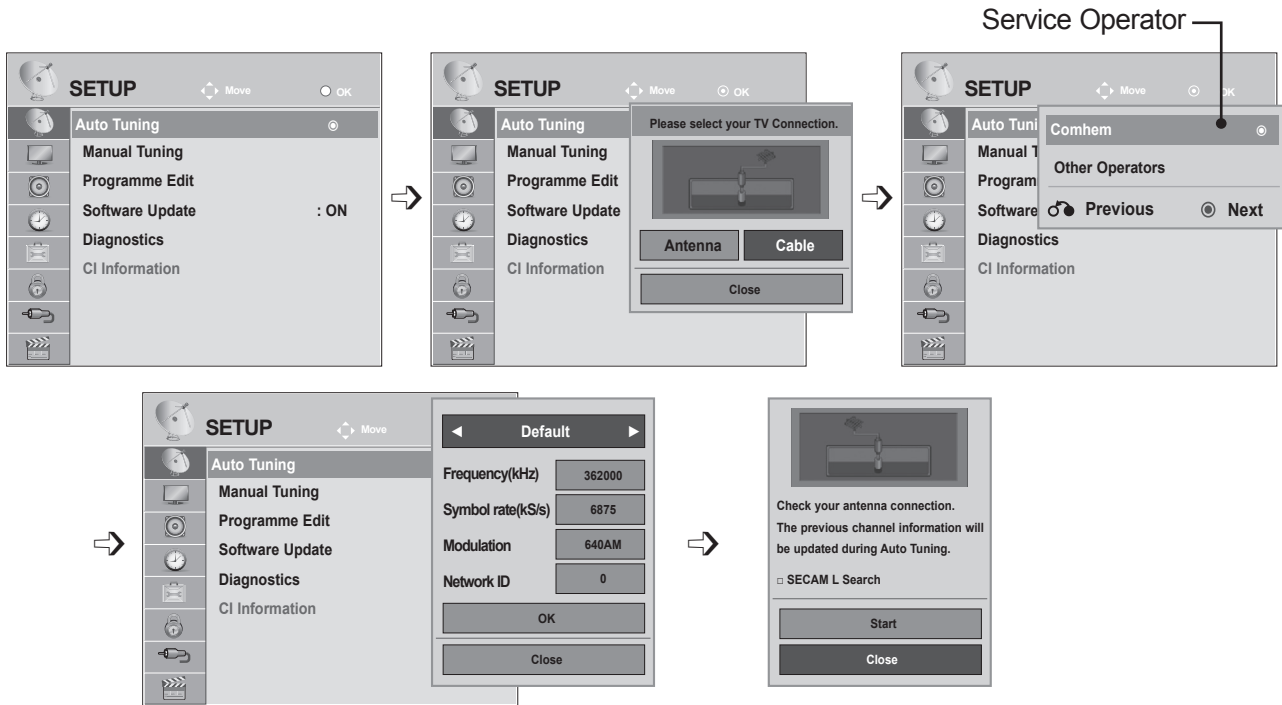 Service Operator
SETUP
Move
OK
Auto Tuning
Manual Tuning
Programme Edit
Software Update : ON
Diagnostics
CI Information
SETUP
Move
OK
Auto Tuning
Manual Tuning
Programme Edit
Software Update
Diagnostics
CI Information
Please select your TV Connection.
Antenna
Cable
Close
SETUP
Move
OK
Auto Tuni
Manual T
Program
Software
Diagnostics
CI Information
Comhem
Other Operators
Previous
Next
SETUP
Move
Auto Tuning
Manual Tuning
Programme Edit
Software Update
Diagnostics
CI Information
◀ Default ▶
Frequency(kHz) 362000
Symbol rate(kS/s) 6875
Modulation 640AM
Network ID 0
OK
Close
Check your antenna connection.
The previous channel information will
be updated during Auto Tuning.
□ SECAM L Search
Start
Close